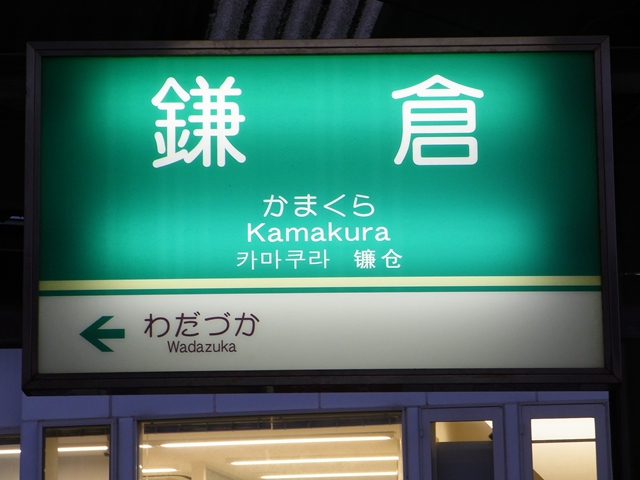 鎌倉
かまくら
Kamakura
카마쿠라 镰仓
わだづか
Wadazuka